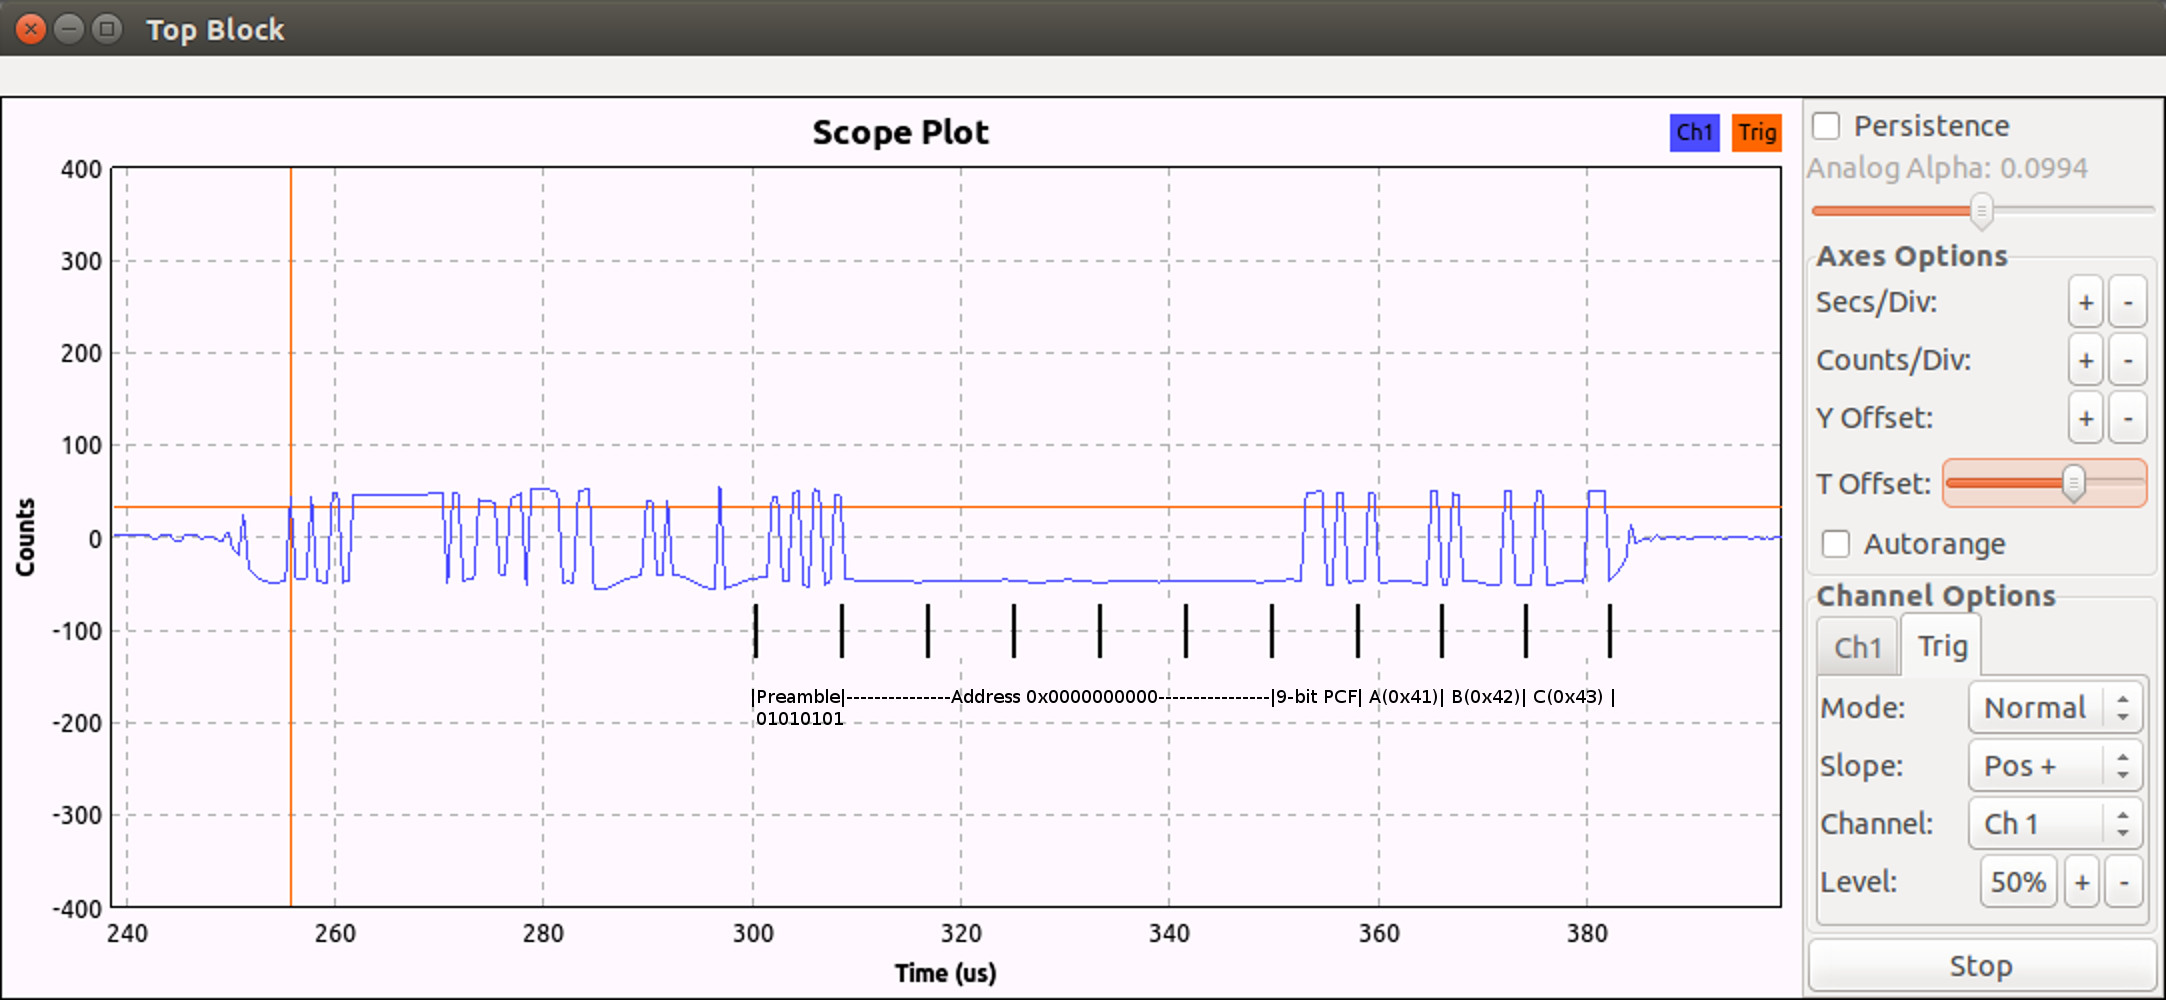 Top Block
Scope Plot
Ch1 Trig
400
300
200
100
0
-100
-200
-300
-400
Counts
|Preamble|---------------Address 0x0000000000----------------|9-bit PCF| A(0x41)| B(0x42)| C(0x43) |
01010101
240 260 280 300 320 340 360 380
Time (us)
Persistence
Analog Alpha: 0.0994
Axes Options
Secs/Div: + -
Counts/Div: + -
Y Offset: + -
T Offset:
Autorange
Channel Options
Ch1 Trig
Mode: Normal
Slope: Pos +
Channel: Ch 1
Level: 50% + -
Stop